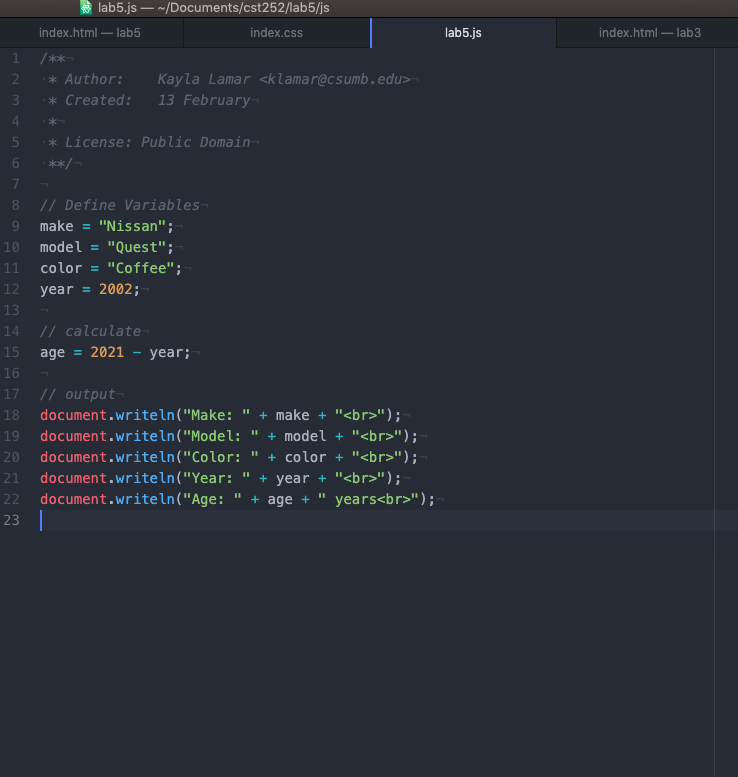 lab5.js — ~/Documents/cst252/lab5/js
index.html — lab5 index.css lab5.js index.html — lab3
1 /**
2 * Author: Kayla Lamar <klamar@csumb.edu>
3 * Created: 13 February
4 *
5 * License: Public Domain
6 **/
7
8 // Define Variables
9 make = "Nissan";
10 model = "Quest";
11 color = "Coffee";
12 year = 2002;
13
14 // calculate
15 age = 2021 - year;
16
17 // output
18 document.writeln("Make: " + make + "<br>");
19 document.writeln("Model: " + model + "<br>");
20 document.writeln("Color: " + color + "<br>");
21 document.writeln("Year: " + year + "<br>");
22 document.writeln("Age: " + age + " years<br>");
23